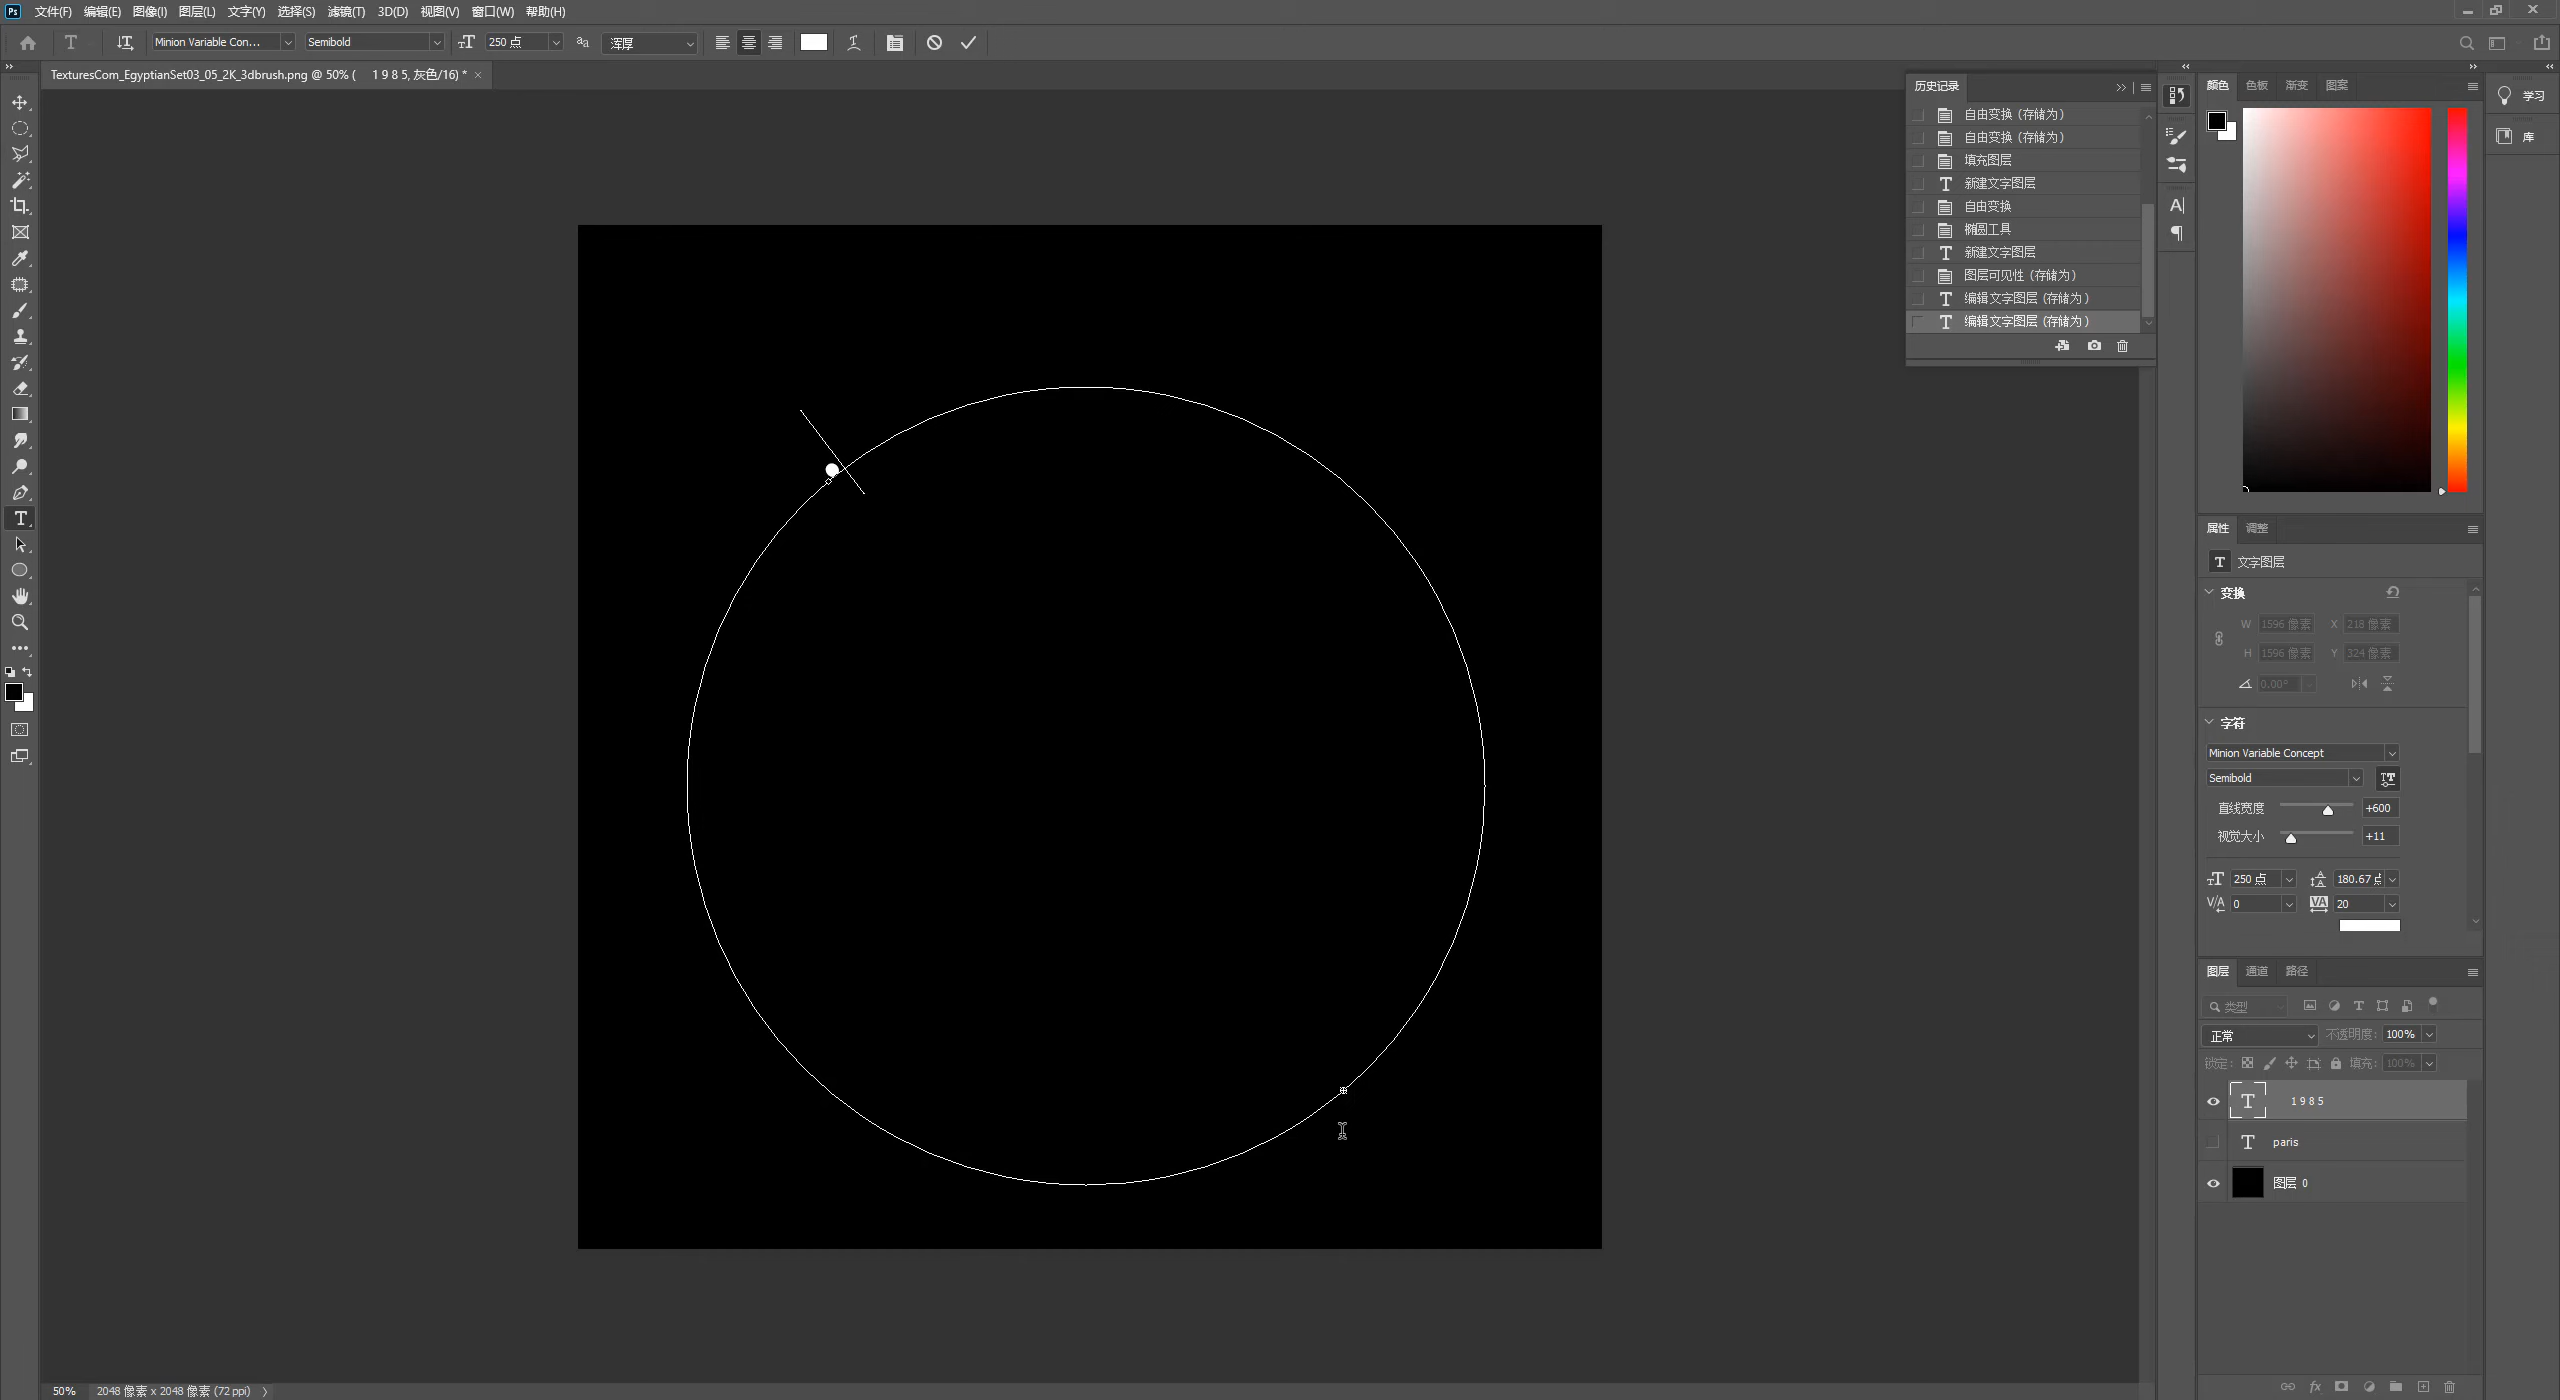 Ps 文件(F) 编辑(E) 图像(I) 图层(L) 文字(Y) 选择(S) 滤镜(T) 3D(D) 视图(V) 窗口(W) 帮助(H)
Minion Variable Con... Semibold 250 点 aa 浑厚
TexturesCom_EgyptianSet03_05_2K_3dbrush.png @ 50% ( 1 9 8 5, 灰色/16) * ×
历史记录
自由变换 (存储为)
自由变换 (存储为)
填充图层
新建文字图层
自由变换
椭圆工具
新建文字图层
图层可见性 (存储为)
编辑文字图层 (存储为)
编辑文字图层 (存储为)
颜色 色板 渐变 图案
学习
库
属性 调整
T 文字图层
变换
W 1596 像素 X 218 像素
H 1596 像素 Y 324 像素
0.00°
字符
Minion Variable Concept
Semibold
直线宽度 +600
视觉大小 +11
250 点 180.67 点
0 20
图层 通道 路径
类型
正常 不透明度: 100%
锁定: 填充: 100%
T 1 9 8 5
T paris
图层 0
fx
50% 2048 像素 x 2048 像素 (72 ppi)